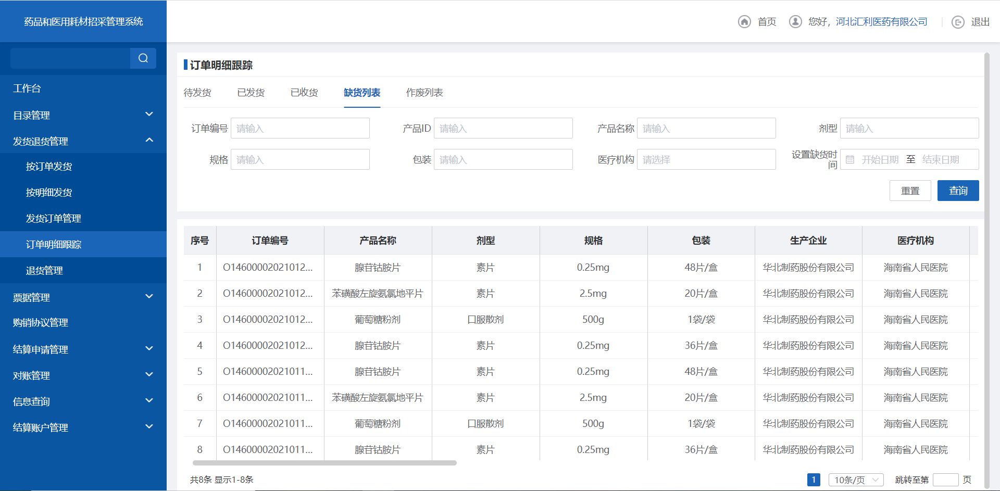 药品和医用耗材招采管理系统
首页
您好，河北汇利医药有限公司
退出
工作台
目录管理
发货退货管理
按订单发货
按明细发货
发货订单管理
订单明细跟踪
退货管理
票据管理
购销协议管理
结算申请管理
对账管理
信息查询
结算账户管理
订单明细跟踪
待发货 已发货 已收货 缺货列表 作废列表
订单编号 请输入 产品ID 请输入 产品名称 请输入 剂型 请输入
规格 请输入 包装 请输入 医疗机构 请选择 设置缺货时间 开始日期 至 结束日期
重置 查询
序号 订单编号 产品名称 剂型 规格 包装 生产企业 医疗机构
1 O14600002021012... 腺苷钴胺片 素片 0.25mg 48片/盒 华北制药股份有限公司 海南省人民医院
2 O14600002021012... 苯磺酸左旋氨氯地平片 素片 2.5mg 20片/盒 华北制药股份有限公司 海南省人民医院
3 O14600002021012... 葡萄糖粉剂 口服散剂 500g 1袋/袋 华北制药股份有限公司 海南省人民医院
4 O14600002021012... 腺苷钴胺片 素片 0.25mg 36片/盒 华北制药股份有限公司 海南省人民医院
5 O14600002021011... 腺苷钴胺片 素片 0.25mg 48片/盒 华北制药股份有限公司 海南省人民医院
6 O14600002021011... 苯磺酸左旋氨氯地平片 素片 2.5mg 20片/盒 华北制药股份有限公司 海南省人民医院
7 O14600002021011... 葡萄糖粉剂 口服散剂 500g 1袋/袋 华北制药股份有限公司 海南省人民医院
8 O14600002021011... 腺苷钴胺片 素片 0.25mg 36片/盒 华北制药股份有限公司 海南省人民医院
共8条 显示1-8条 1 10条/页 跳转至第 页